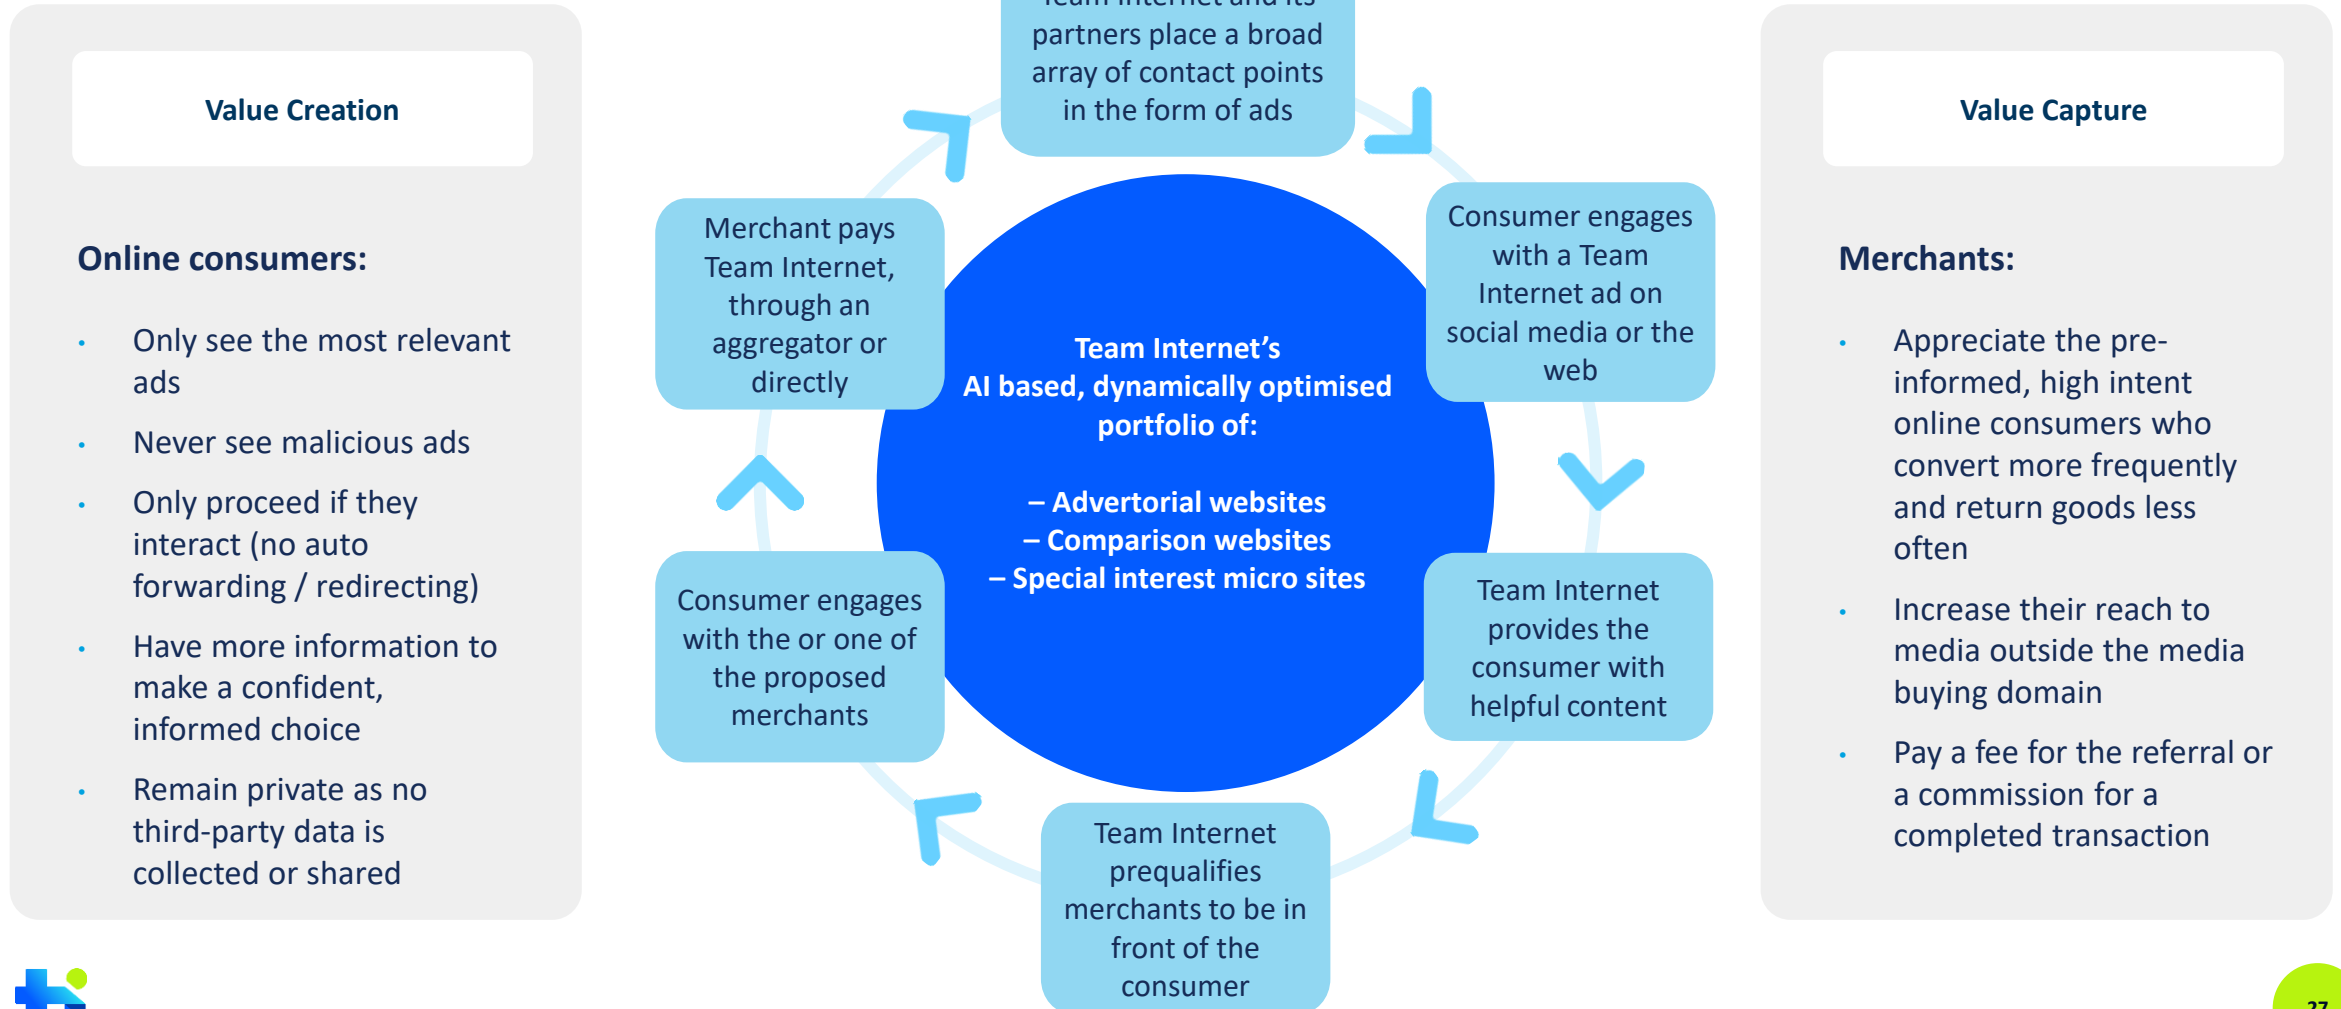 Value Creation
Online consumers:
• Only see the most relevant
ads
• Never see malicious ads
• Only proceed if they
interact (no auto
forwarding / redirecting)
• Have more information to
make a confident,
informed choice
• Remain private as no
third-party data is
collected or shared
Team Internet and its
partners place a broad
array of contact points
in the form of ads
Consumer engages
with a Team
Internet ad on
social media or the
web
Team Internet
provides the
consumer with
helpful content
Team Internet
prequalifies
merchants to be in
front of the
consumer
Consumer engages
with the or one of
the proposed
merchants
Merchant pays
Team Internet,
through an
aggregator or
directly
Team Internet’s
AI based, dynamically optimised
portfolio of:
– Advertorial websites
– Comparison websites
– Special interest micro sites
Value Capture
Merchants:
• Appreciate the pre-
informed, high intent
online consumers who
convert more frequently
and return goods less
often
• Increase their reach to
media outside the media
buying domain
• Pay a fee for the referral or
a commission for a
completed transaction
27